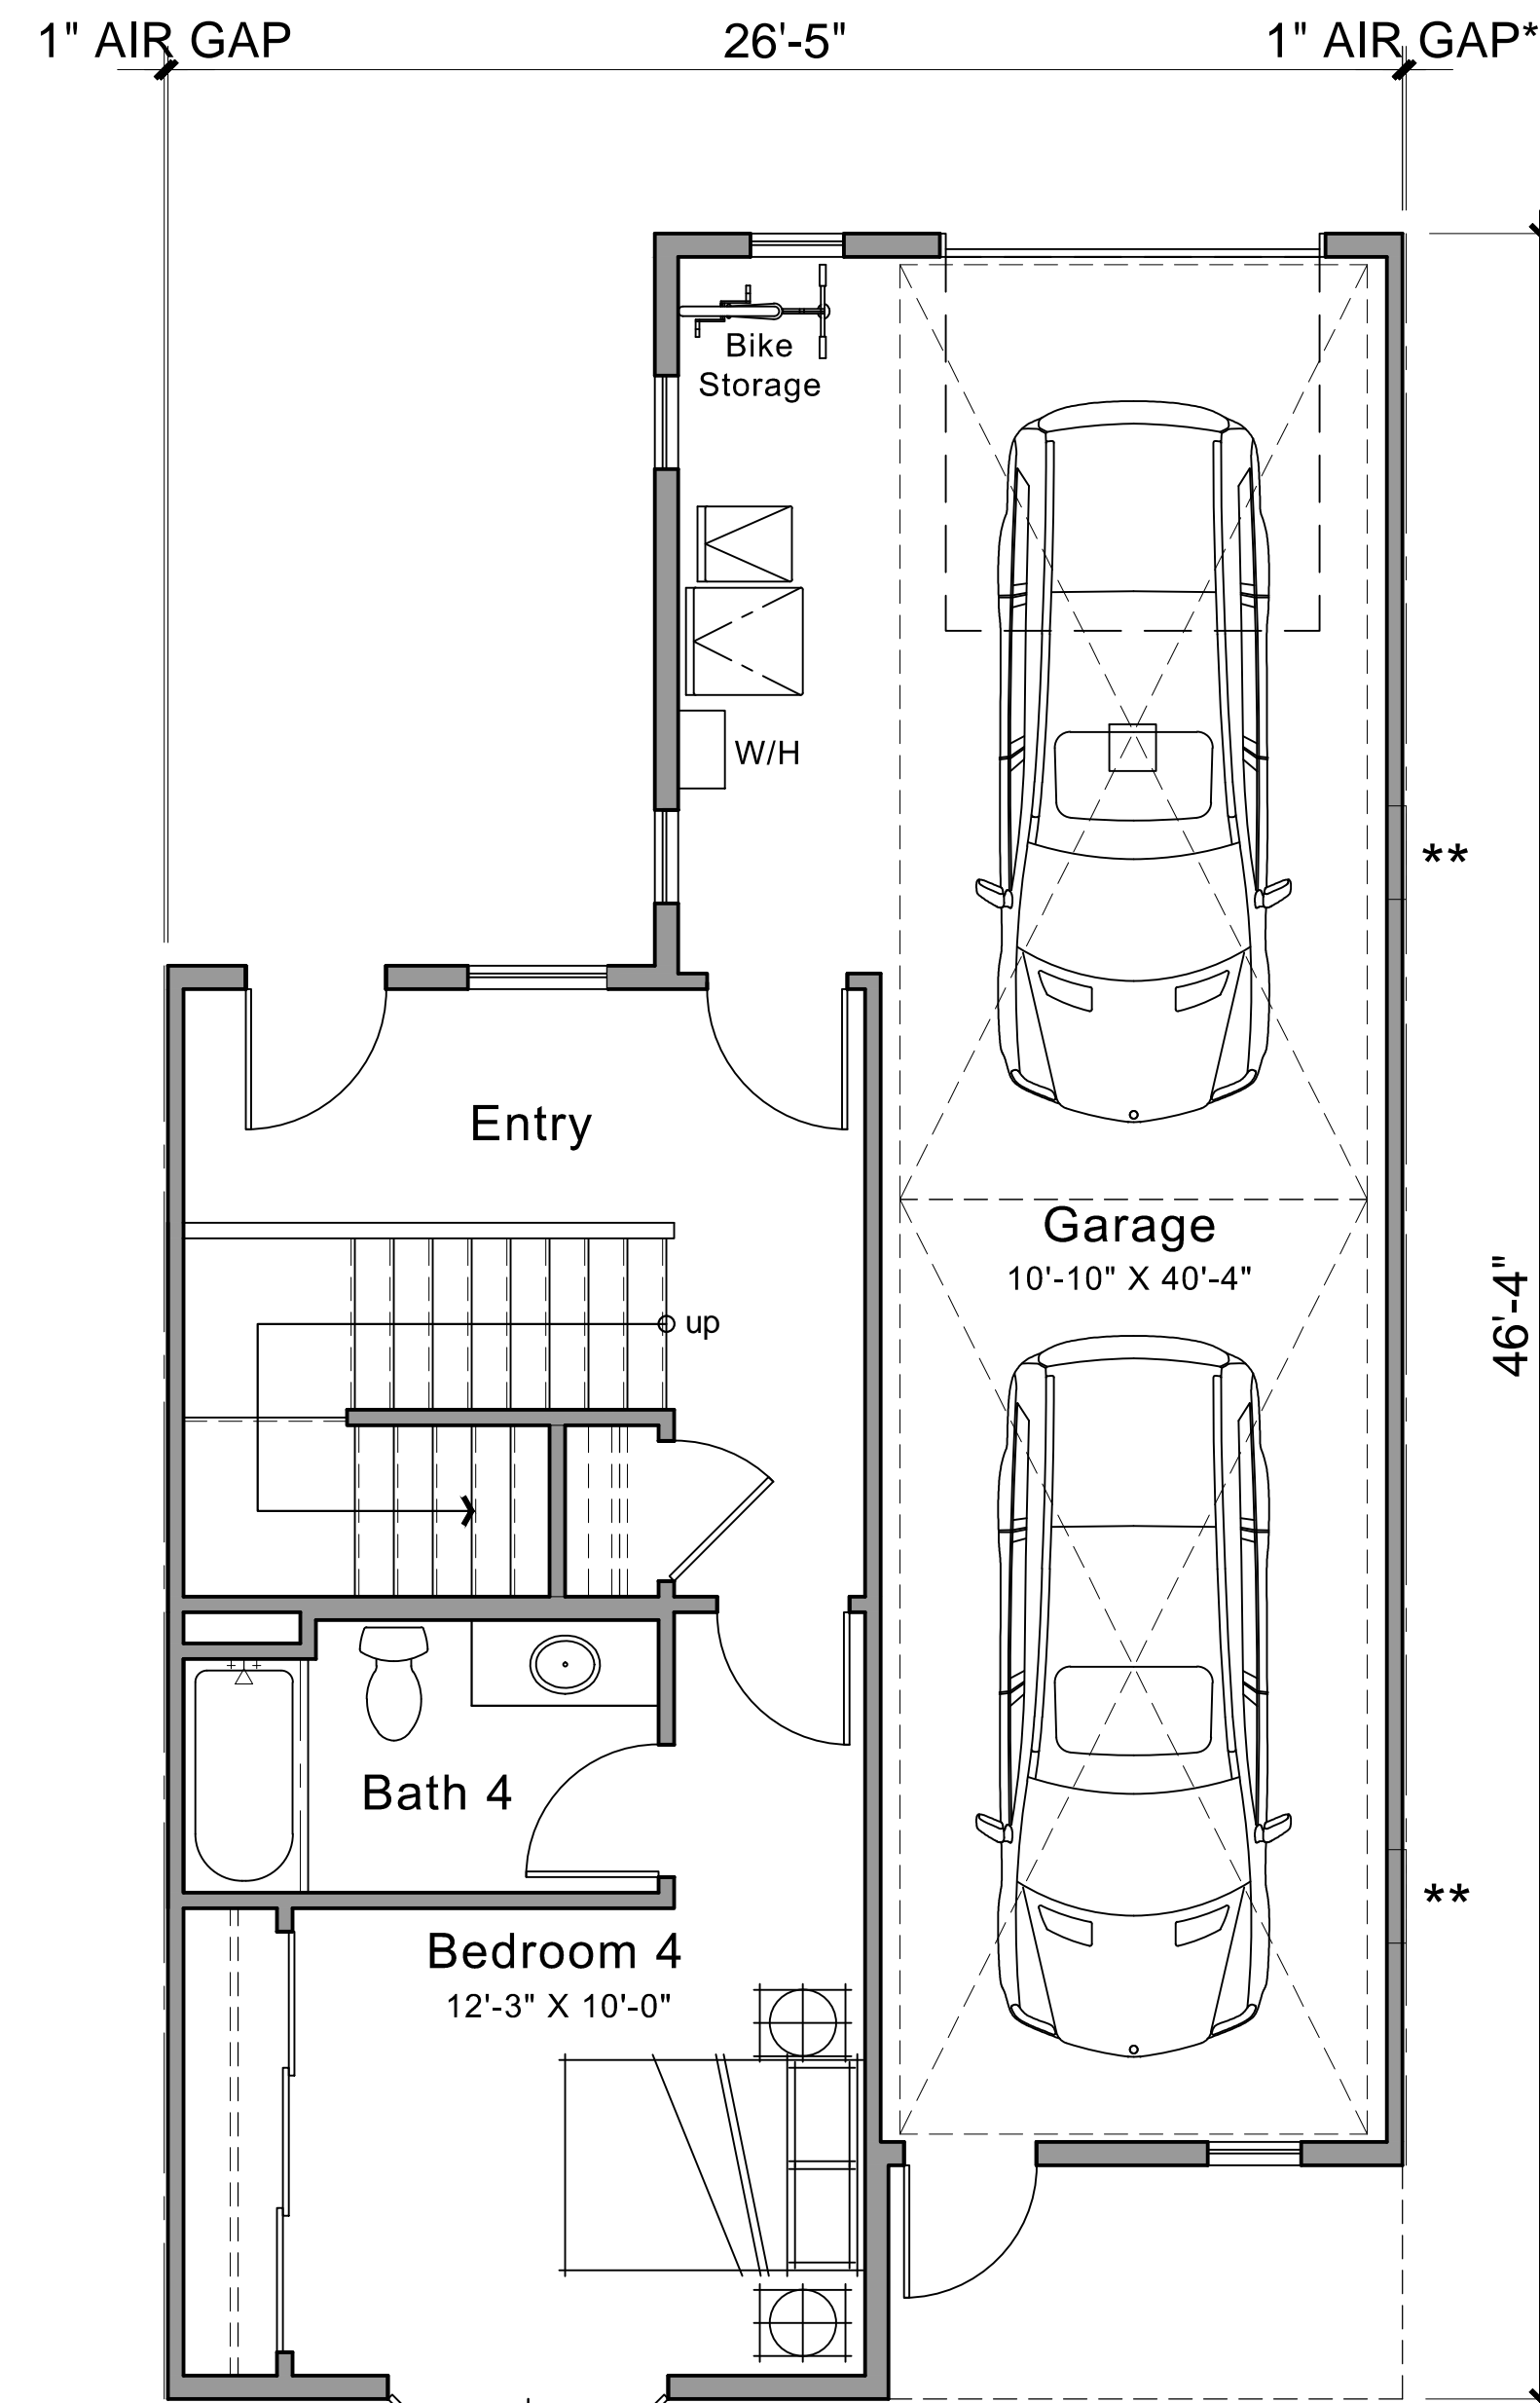 1" AIR GAP
26'-5"
1" AIR GAP*
Bike
Storage
W/H
**
Entry
Garage
10'-10" X 40'-4"
46'-4"
up
Bath 4
**
Bedroom 4
12'-3" X 10'-0"